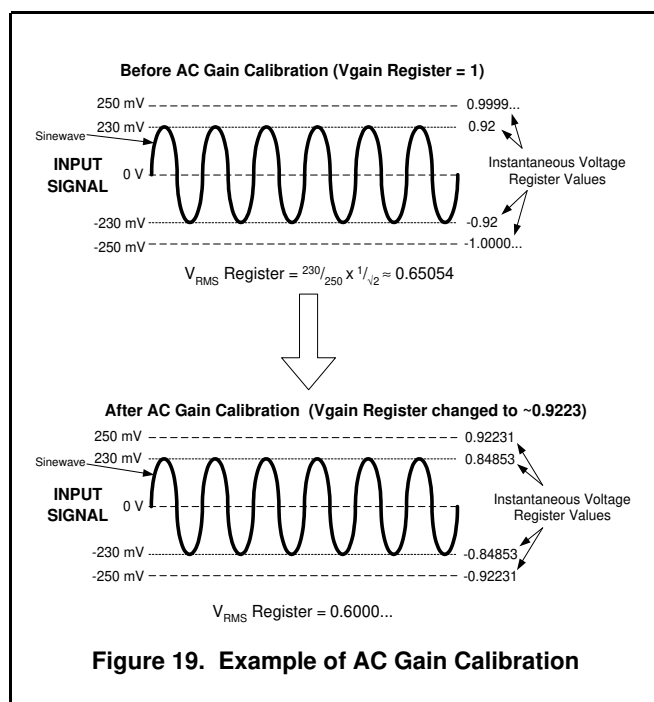 Before AC Gain Calibration (Vgain Register = 1)
250 mV
0.9999...
230 mV
0.92
Sinewave
INPUT
SIGNAL
0 V
Instantaneous Voltage
Register Values
-230 mV
-0.92
-250 mV
-1.0000...
VRMS Register = 230/250 x 1/√2 ≈ 0.65054
After AC Gain Calibration (Vgain Register changed to ~0.9223)
250 mV
0.92231
230 mV
0.84853
Sinewave
INPUT
SIGNAL
0 V
Instantaneous Voltage
Register Values
-230 mV
-0.84853
-250 mV
-0.92231
VRMS Register = 0.6000...
Figure 19. Example of AC Gain Calibration